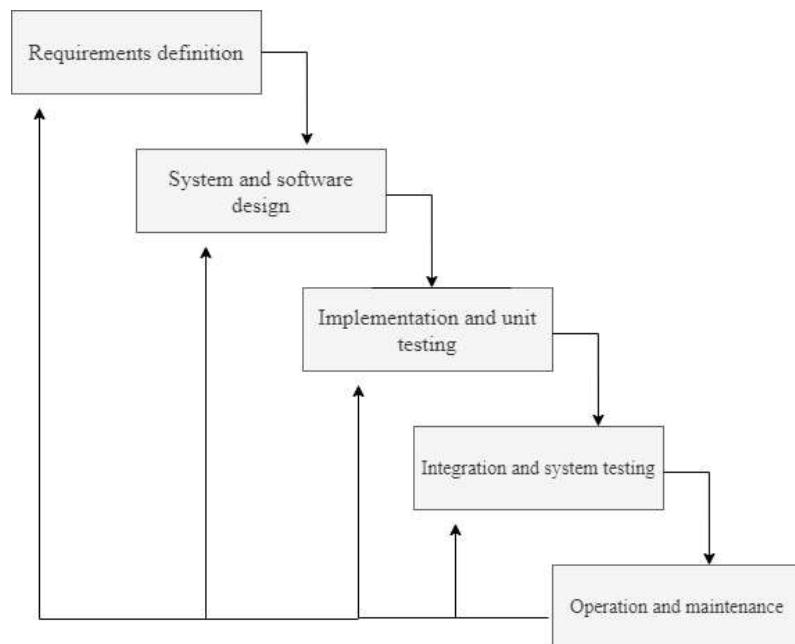 Requirements definition
System and software
design
Implementation and unit
testing
Integration and system testing
Operation and maintenance